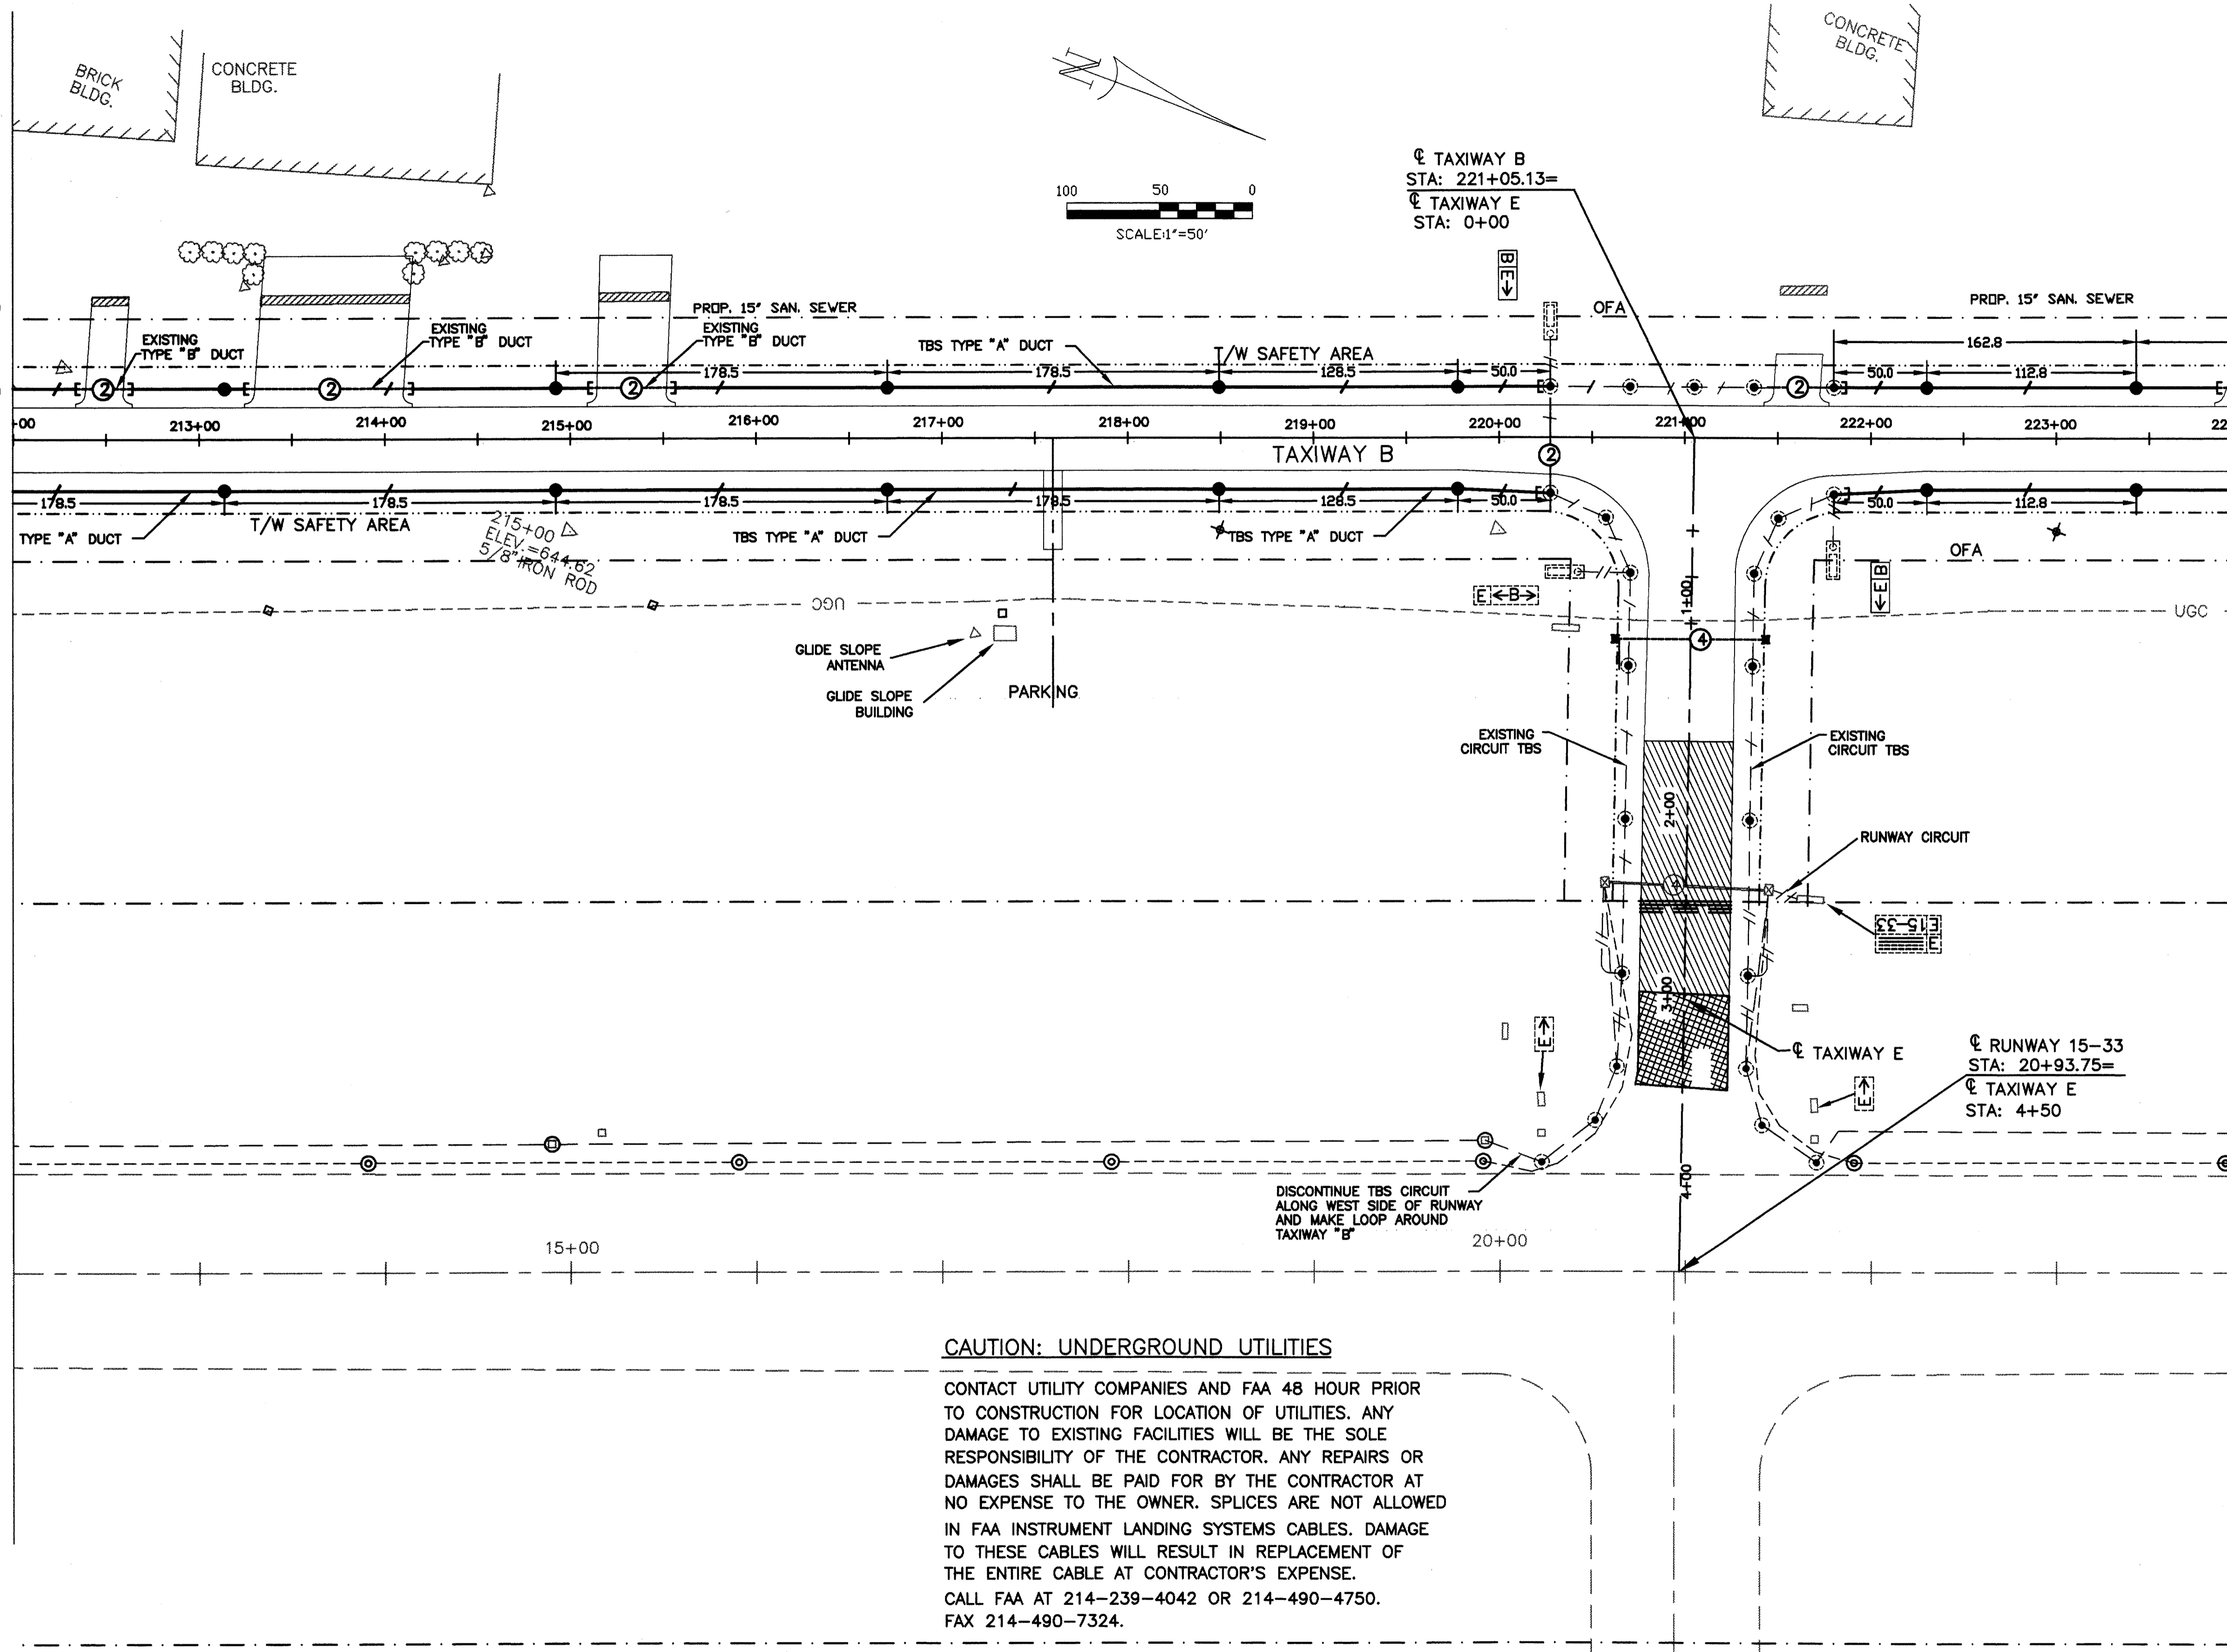 BRICK
BLDG.
CONCRETE
BLDG.
CONCRETE
BLDG.
N
100 50 0
SCALE:1"=50'
℄ TAXIWAY B
STA: 221+05.13=
℄ TAXIWAY E
STA: 0+00
B E
OFA
PROP. 15" SAN. SEWER
PROP. 15" SAN. SEWER
EXISTING
TYPE "B" DUCT
EXISTING
TYPE "B" DUCT
EXISTING
TYPE "B" DUCT
TBS TYPE "A" DUCT
T/W SAFETY AREA
178.5 178.5 128.5 50.0
162.8
50.0 112.8
2 2 2 2
+00 213+00 214+00 215+00 216+00 217+00 218+00 219+00 220+00 221+00 222+00 223+00 22
TAXIWAY B
2
178.5 178.5 178.5 178.5 128.5 50.0 50.0 112.8
T/W SAFETY AREA
TYPE "A" DUCT
TBS TYPE "A" DUCT
TBS TYPE "A" DUCT
215+00
ELEV.=644.62
5/8" IRON ROD
OFA
E B
E B
1+00
UGC
UGC
4
GLIDE SLOPE
ANTENNA
GLIDE SLOPE
BUILDING
PARKING
EXISTING
CIRCUIT TBS
EXISTING
CIRCUIT TBS
2+00
RUNWAY CIRCUIT
4
E15-33
E
3+00
E
℄ TAXIWAY E
E
℄ RUNWAY 15-33
STA: 20+93.75=
℄ TAXIWAY E
STA: 4+50
4+00
DISCONTINUE TBS CIRCUIT
ALONG WEST SIDE OF RUNWAY
AND MAKE LOOP AROUND
TAXIWAY "B"
15+00
20+00
CAUTION: UNDERGROUND UTILITIES
CONTACT UTILITY COMPANIES AND FAA 48 HOUR PRIOR
TO CONSTRUCTION FOR LOCATION OF UTILITIES. ANY
DAMAGE TO EXISTING FACILITIES WILL BE THE SOLE
RESPONSIBILITY OF THE CONTRACTOR. ANY REPAIRS OR
DAMAGES SHALL BE PAID FOR BY THE CONTRACTOR AT
NO EXPENSE TO THE OWNER. SPLICES ARE NOT ALLOWED
IN FAA INSTRUMENT LANDING SYSTEMS CABLES. DAMAGE
TO THESE CABLES WILL RESULT IN REPLACEMENT OF
THE ENTIRE CABLE AT CONTRACTOR'S EXPENSE.
CALL FAA AT 214-239-4042 OR 214-490-4750.
FAX 214-490-7324.